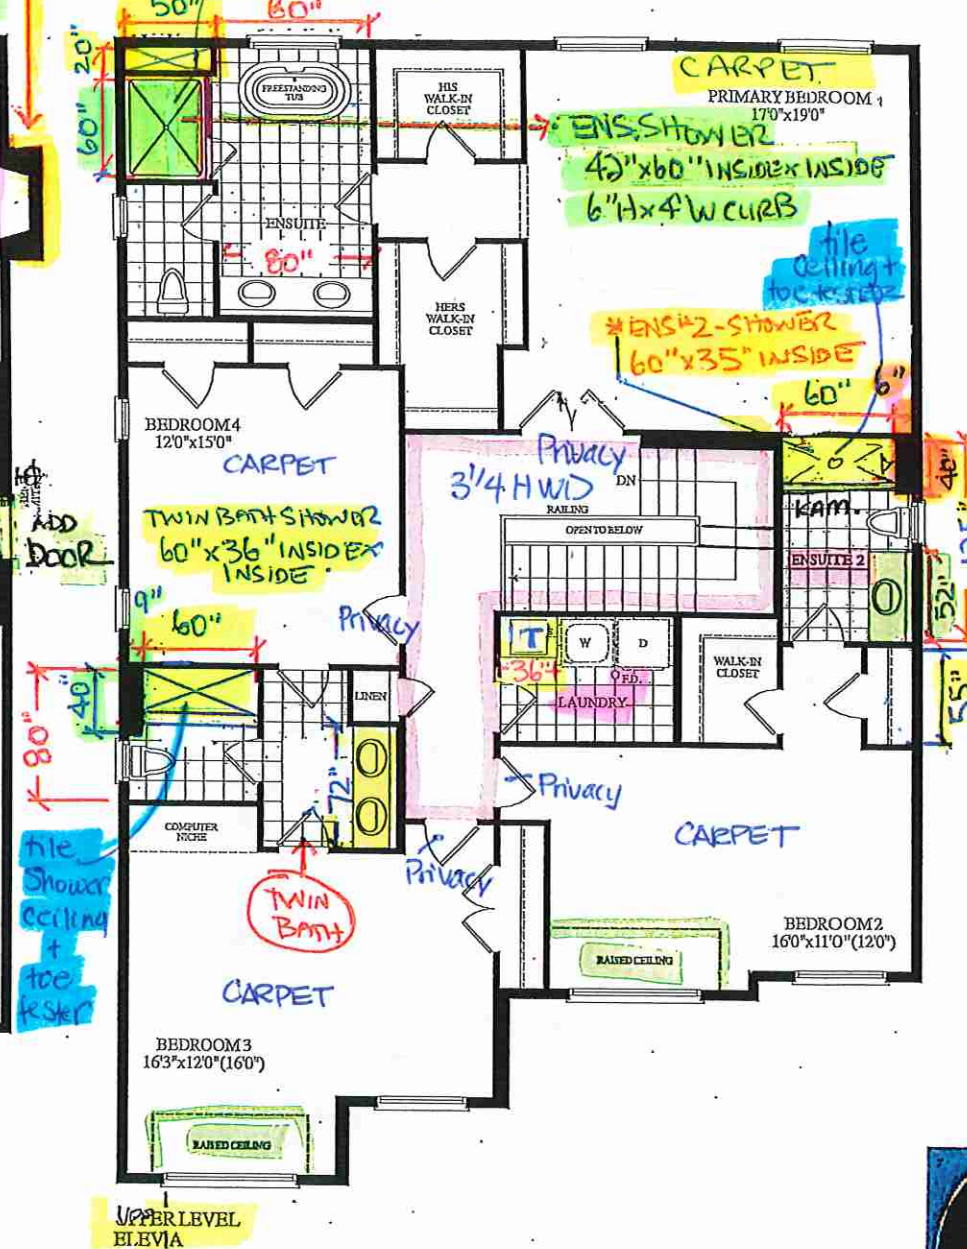 50"
60"
20"
60"
FREESTANDING
TUB
HIS
WALK-IN
CLOSET
CARPET
PRIMARY BEDROOM
17'0"x19'0"
ENS. SHOWER
42"x60" INSIDE x INSIDE
6"H x 4"W CURB
ENSUITE
80"
HERS
WALK-IN
CLOSET
tile
ceiling +
toe tester
*ENS#2-SHOWER
60"x35" INSIDE
60"
6"
BEDROOM 4
12'0"x15'0"
CARPET
TWIN BATH SHOWER
60"x36" INSIDE x
INSIDE
Privacy
3 1/4 HWD
DN
RAILING
OPEN TO BELOW
40"
KAM.
ENSUITE 2
52"
ADD
DOOR
9"
60"
Privacy
1T
W
D
36"
F.D.
LAUNDRY
WALK-IN
CLOSET
55"
40"
80"
LINEN
72"
Privacy
COMPUTER
NICHE
Privacy
CARPET
tile
shower
ceiling
+
toe
tester
TWIN
BATH
BEDROOM 2
16'0"x11'0"(12'0")
RAISED CEILING
CARPET
BEDROOM 3
16'3"x12'0"(16'0")
RAISED CEILING
UPPER LEVEL
ELEV A